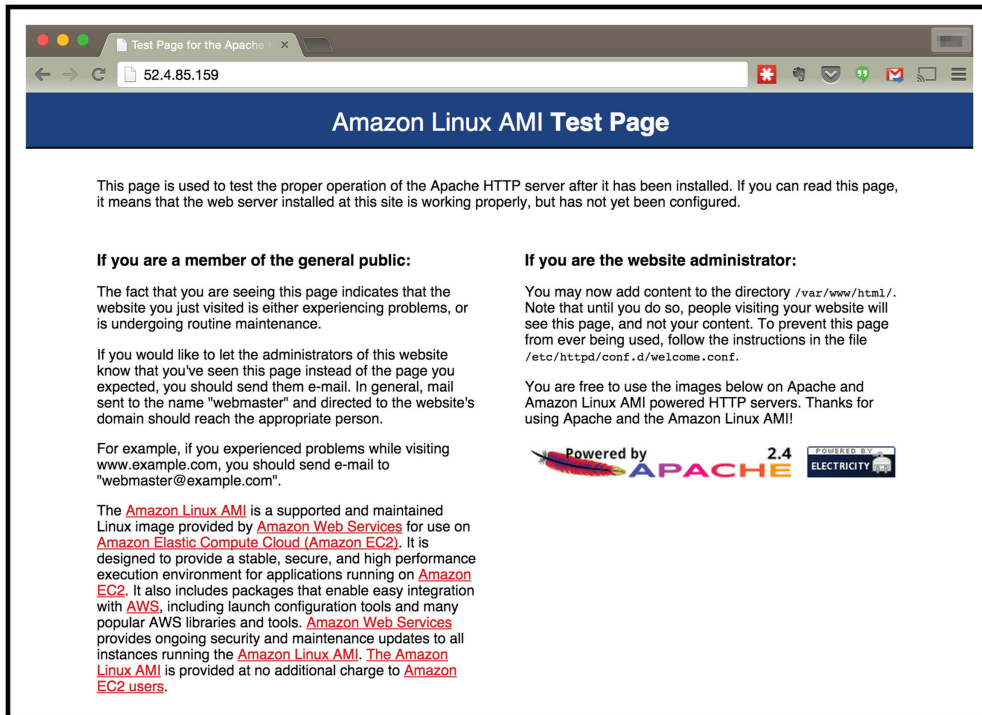 Test Page for the Apache
52.4.85.159
Amazon Linux AMI Test Page
This page is used to test the proper operation of the Apache HTTP server after it has been installed. If you can read this page,
it means that the web server installed at this site is working properly, but has not yet been configured.
If you are a member of the general public:
The fact that you are seeing this page indicates that the
website you just visited is either experiencing problems, or
is undergoing routine maintenance.
If you would like to let the administrators of this website
know that you've seen this page instead of the page you
expected, you should send them e-mail. In general, mail
sent to the name "webmaster" and directed to the website's
domain should reach the appropriate person.
For example, if you experienced problems while visiting
www.example.com, you should send e-mail to
"webmaster@example.com".
The Amazon Linux AMI is a supported and maintained
Linux image provided by Amazon Web Services for use on
Amazon Elastic Compute Cloud (Amazon EC2). It is
designed to provide a stable, secure, and high performance
execution environment for applications running on Amazon
EC2. It also includes packages that enable easy integration
with AWS, including launch configuration tools and many
popular AWS libraries and tools. Amazon Web Services
provides ongoing security and maintenance updates to all
instances running the Amazon Linux AMI. The Amazon
Linux AMI is provided at no additional charge to Amazon
EC2 users.
If you are the website administrator:
You may now add content to the directory /var/www/html/.
Note that until you do so, people visiting your website will
see this page, and not your content. To prevent this page
from ever being used, follow the instructions in the file
/etc/httpd/conf.d/welcome.conf.
You are free to use the images below on Apache and
Amazon Linux AMI powered HTTP servers. Thanks for
using Apache and the Amazon Linux AMI!
Powered by 2.4
APACHE
POWERED BY
ELECTRICITY